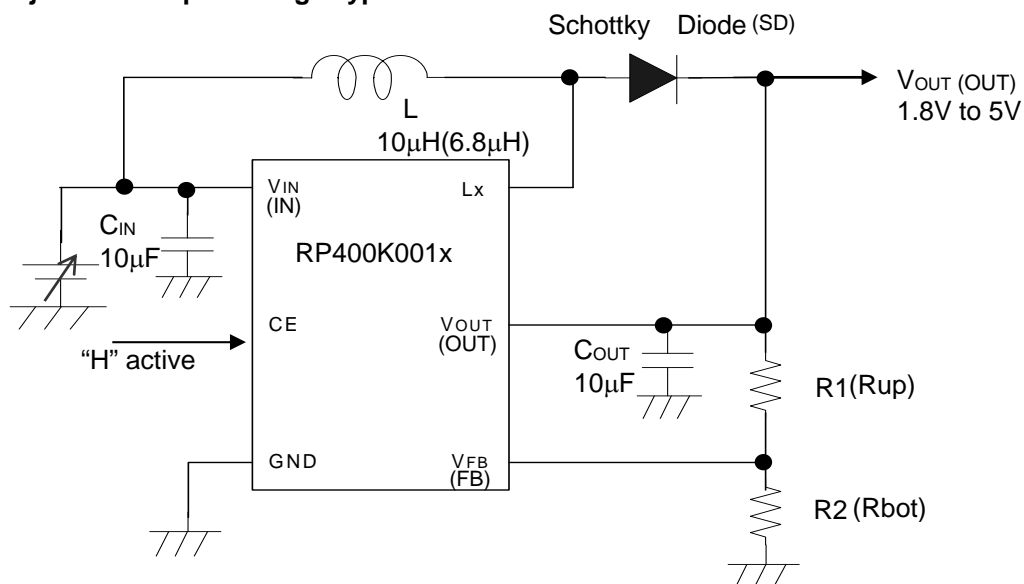 Schottky Diode (SD)
VOUT (OUT)
1.8V to 5V
L
10μH(6.8μH)
VIN
(IN)
Lx
CIN
10μF
RP400K001x
CE
VOUT
(OUT)
"H" active
COUT
10μF
R1(Rup)
GND
VFB
(FB)
R2 (Rbot)